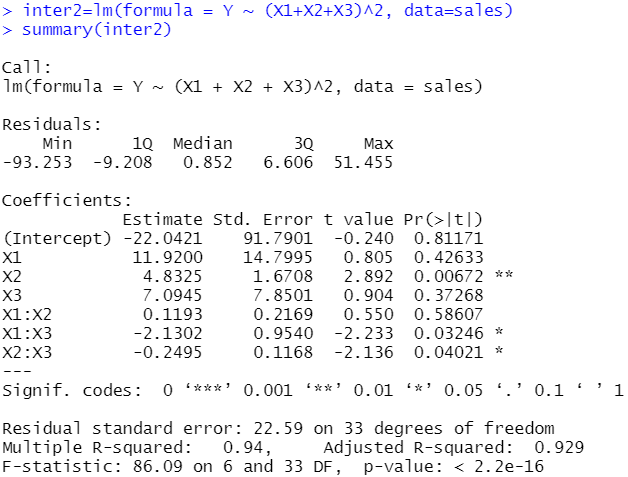 > inter2=lm(formula = Y ~ (X1+X2+X3)^2, data=sales)
> summary(inter2)

Call:
lm(formula = Y ~ (X1 + X2 + X3)^2, data = sales)

Residuals:
    Min      1Q  Median      3Q     Max
-93.253  -9.208   0.852   6.606  51.455

Coefficients:
            Estimate Std. Error t value Pr(>|t|)
(Intercept) -22.0421    91.7901  -0.240  0.81171
X1           11.9200    14.7995   0.805  0.42633
X2            4.8325     1.6708   2.892  0.00672 **
X3            7.0945     7.8501   0.904  0.37268
X1:X2         0.1193     0.2169   0.550  0.58607
X1:X3        -2.1302     0.9540  -2.233  0.03246 *
X2:X3        -0.2495     0.1168  -2.136  0.04021 *
---
Signif. codes:  0 ‘***’ 0.001 ‘**’ 0.01 ‘*’ 0.05 ‘.’ 0.1 ‘ ’ 1

Residual standard error: 22.59 on 33 degrees of freedom
Multiple R-squared:   0.94,     Adjusted R-squared:  0.929
F-statistic: 86.09 on 6 and 33 DF,  p-value: < 2.2e-16